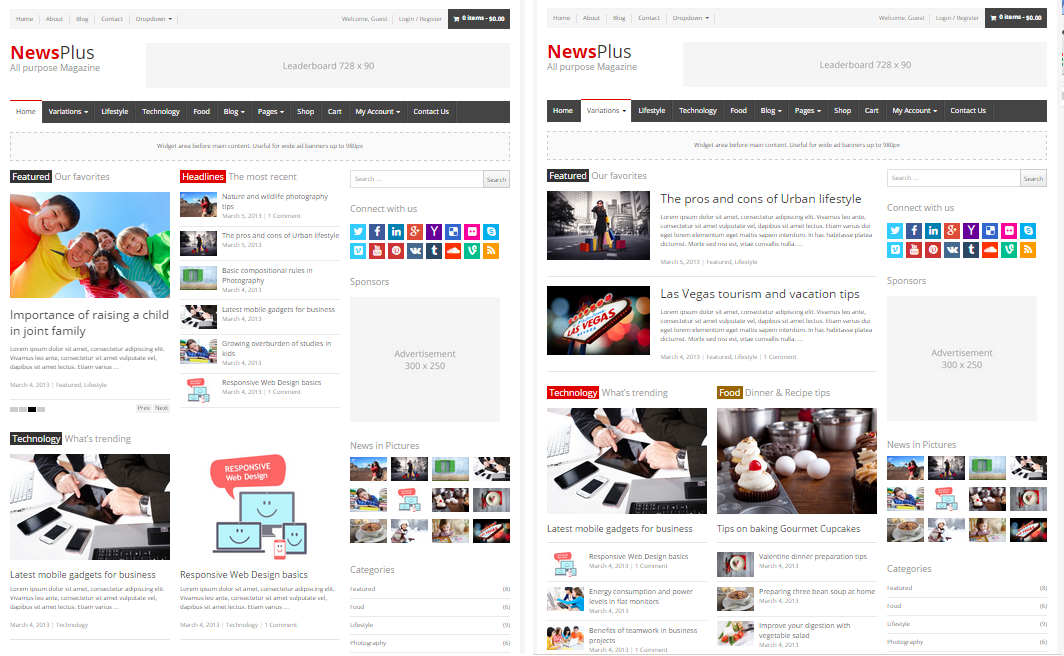 Home
About
Blog
Contact
Dropdown
Welcome, Guest
Login / Register
0 items - $0.00
NewsPlus
All purpose Magazine
Leaderboard 728 x 90
Home
Variations
Lifestyle
Technology
Food
Blog
Pages
Shop
Cart
My Account
Contact Us
Widget area before main content. Useful for wide ad banners up to 980px
Featured Our favorites
Importance of raising a child
in joint family
Lorem ipsum dolor sit amet, consectetur adipiscing elit.
Vivamus leo ante, consectetur sit amet vulputate vel,
dapibus sit amet lectus. Etiam varius ...
March 4, 2013 | Featured, Lifestyle
Prev
Next
Headlines The most recent
Nature and wildlife photography
tips
March 5, 2013 | 1 Comment
The pros and cons of Urban lifestyle
March 5, 2013
Basic compositional rules in
Photography
March 4, 2013
Latest mobile gadgets for business
March 4, 2013
Growing overburden of studies in
kids
March 4, 2013
Responsive Web Design basics
March 4, 2013 | 1 Comment
Technology What's trending
Latest mobile gadgets for business
Lorem ipsum dolor sit amet, consectetur adipiscing elit.
Vivamus leo ante, consectetur sit amet vulputate vel,
dapibus sit amet lectus. Etiam varius ...
March 4, 2013 | Technology
RESPONSIVE
Web Design
Responsive Web Design basics
Lorem ipsum dolor sit amet, consectetur adipiscing elit.
Vivamus leo ante, consectetur sit amet vulputate vel,
dapibus sit amet lectus. Etiam varius ...
March 4, 2013 | Technology | 1 Comment
Search ...
Search
Connect with us
Sponsors
Advertisement
300 x 250
News in Pictures
Categories
Featured (8)
Food (6)
Lifestyle (9)
Photography (6)
Home
About
Blog
Contact
Dropdown
Welcome, Guest
Login / Register
0 items - $0.00
NewsPlus
All purpose Magazine
Leaderboard 728 x 90
Home
Variations
Lifestyle
Technology
Food
Blog
Pages
Shop
Cart
My Account
Contact Us
Widget area before main content. Useful for wide ad banners up to 980px
Featured Our favorites
The pros and cons of Urban lifestyle
Lorem ipsum dolor sit amet, consectetur adipiscing elit. Vivamus leo ante,
consectetur sit amet vulputate vel, dapibus sit amet lectus. Etiam varius dui
eget lorem elementum eget mattis sapien interdum. In hac habitasse platea
dictumst. Morbi sed nisi est, vitae convallis nulla. ...
March 5, 2013 | Featured, Lifestyle
LAS VEGAS
Las Vegas tourism and vacation tips
Lorem ipsum dolor sit amet, consectetur adipiscing elit. Vivamus leo ante,
consectetur sit amet vulputate vel, dapibus sit amet lectus. Etiam varius dui
eget lorem elementum eget mattis sapien interdum. In hac habitasse platea
dictumst. Morbi sed nisi est, vitae convallis nulla. ...
March 4, 2013 | Featured, Lifestyle | 1 Comment
Technology What's trending
Latest mobile gadgets for business
Responsive Web Design basics
March 4, 2013 | 1 Comment
Energy consumption and power
levels in flat monitors
March 4, 2013
Benefits of teamwork in business
projects
March 4, 2013 | 1 Comment
Food Dinner & Recipe tips
Tips on baking Gourmet Cupcakes
Valentine dinner preparation tips
March 4, 2013
Preparing three bean soup at home
March 4, 2013
Improve your digestion with
vegetable salad
March 4, 2013
Search ...
Search
Connect with us
Sponsors
Advertisement
300 x 250
News in Pictures
Categories
Featured (8)
Food (6)
Lifestyle (9)
Photography (6)